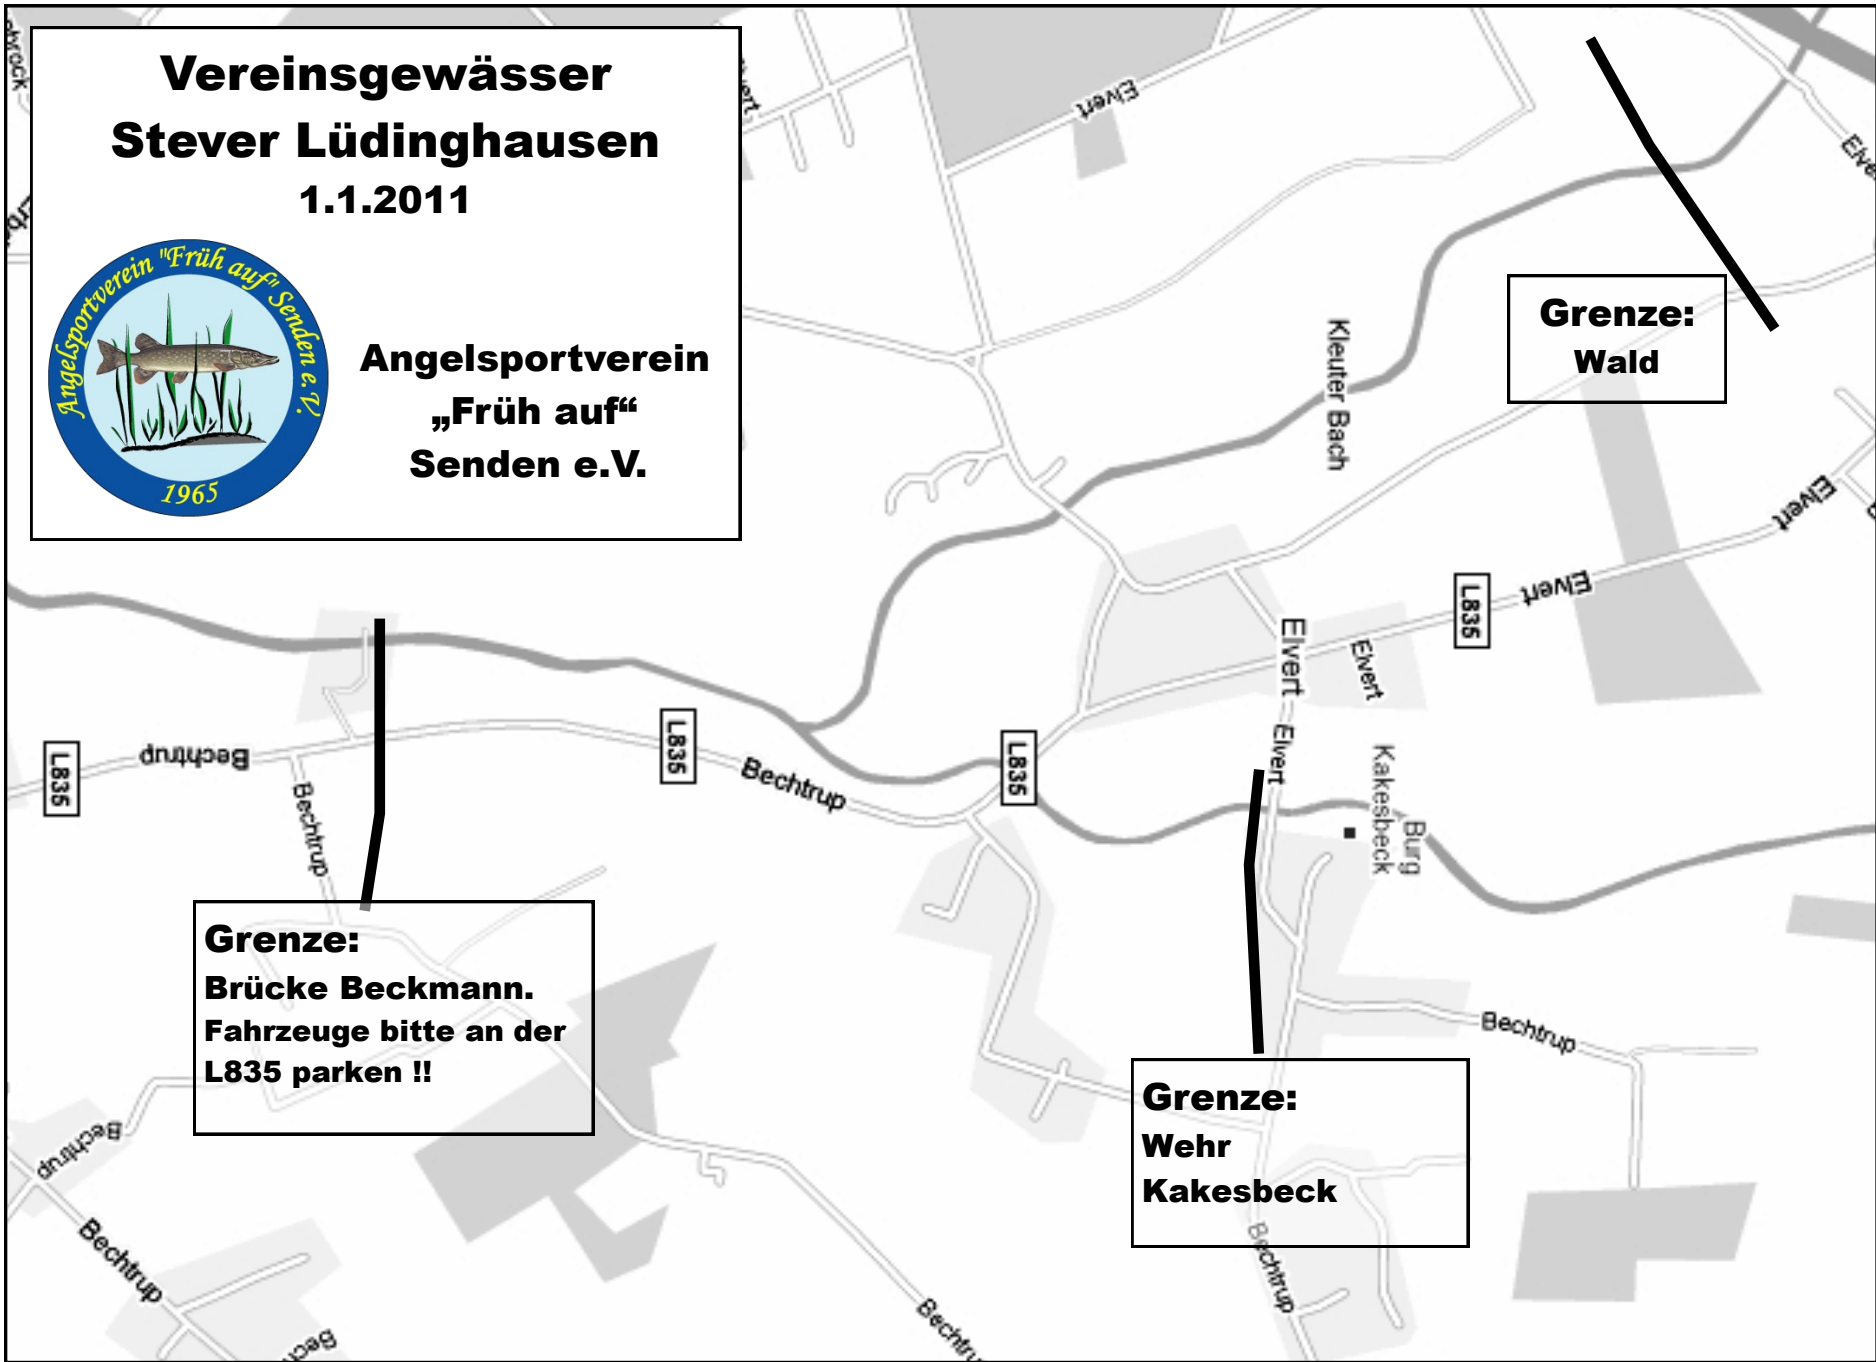 Vereinsgewässer
Stever Lüdinghausen
1.1.2011
Angelsportverein "Früh auf" Senden e.V.
1965
Angelsportverein
„Früh auf“
Senden e.V.
Elvert
Kleuter Bach
Grenze:
Wald
Elvert
Elvert
L835
Elvert
Elvert
Elvert
L835
Bechtrup
L835
Bechtrup
L835
Bechtrup
Burg
Kakesbeck
Grenze:
Brücke Beckmann.
Fahrzeuge bitte an der
L835 parken !!
Bechtrup
Grenze:
Wehr
Kakesbeck
Bechtrup
Bechtrup
Bechtrup